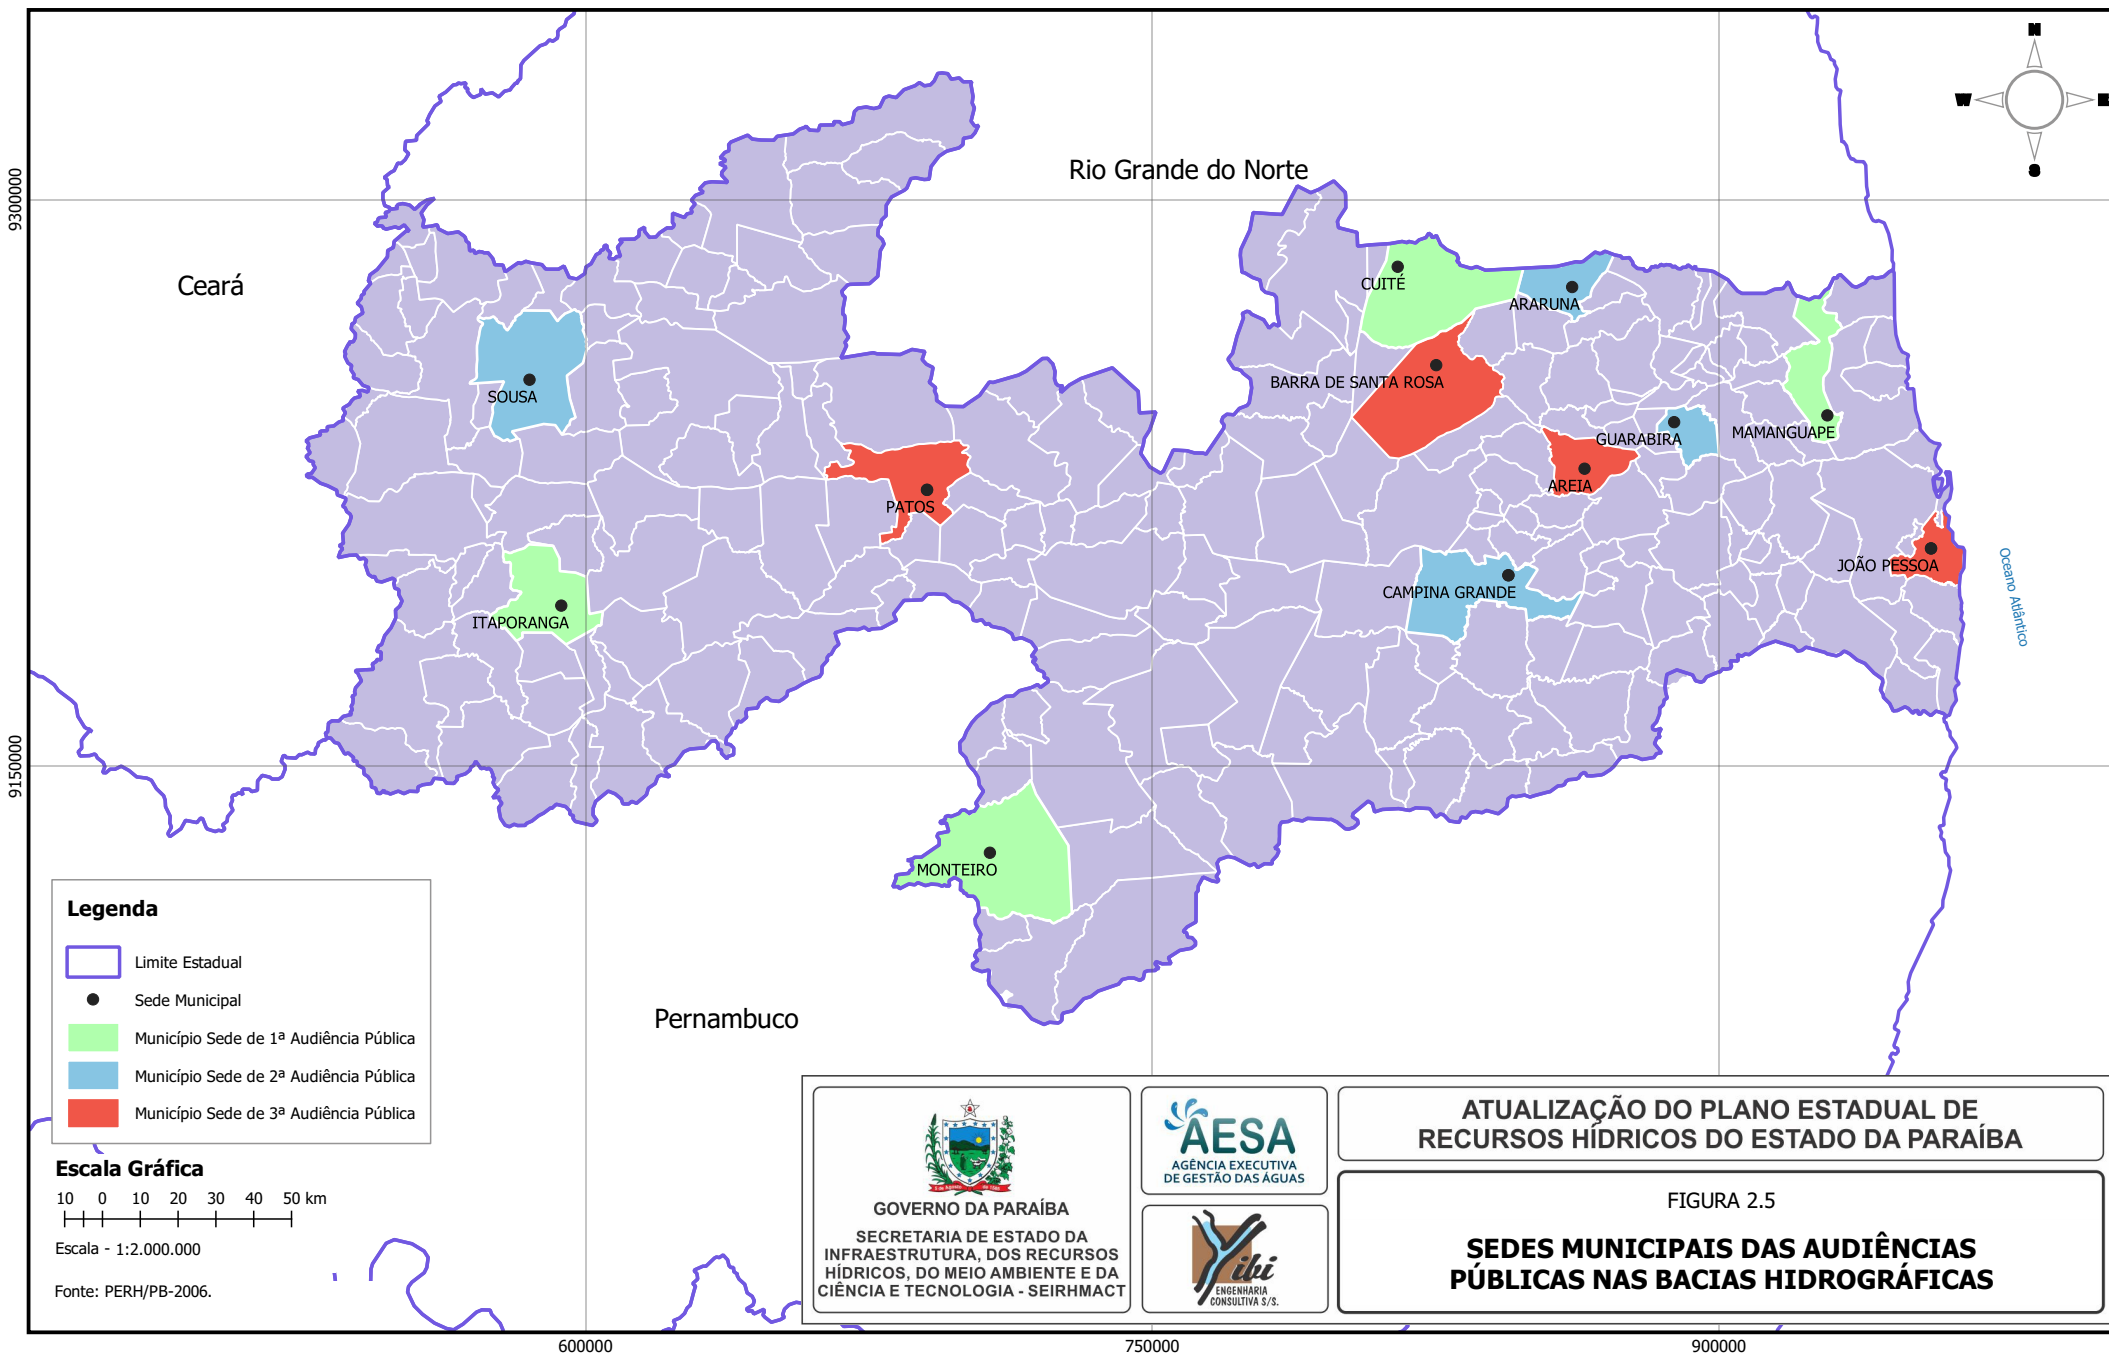 N
W
S
9300000
9150000
Rio Grande do Norte
Ceará
Pernambuco
Oceano Atlântico
CUITÉ
ARARUNA
BARRA DE SANTA ROSA
SOUSA
GUARABIRA
MAMANGUAPE
AREIA
PATOS
JOÃO PESSOA
CAMPINA GRANDE
ITAPORANGA
MONTEIRO
Legenda
Limite Estadual
Sede Municipal
Município Sede de 1ª Audiência Pública
Município Sede de 2ª Audiência Pública
Município Sede de 3ª Audiência Pública
Escala Gráfica
10 0 10 20 30 40 50 km
Escala - 1:2.000.000
Fonte: PERH/PB-2006.
GOVERNO DA PARAÍBA
SECRETARIA DE ESTADO DA
INFRAESTRUTURA, DOS RECURSOS
HÍDRICOS, DO MEIO AMBIENTE E DA
CIÊNCIA E TECNOLOGIA - SEIRHMACT
AESA
AGÊNCIA EXECUTIVA
DE GESTÃO DAS ÁGUAS
Yibi
ENGENHARIA
CONSULTIVA S/S.
ATUALIZAÇÃO DO PLANO ESTADUAL DE
RECURSOS HÍDRICOS DO ESTADO DA PARAÍBA
FIGURA 2.5
SEDES MUNICIPAIS DAS AUDIÊNCIAS
PÚBLICAS NAS BACIAS HIDROGRÁFICAS
600000
750000
900000